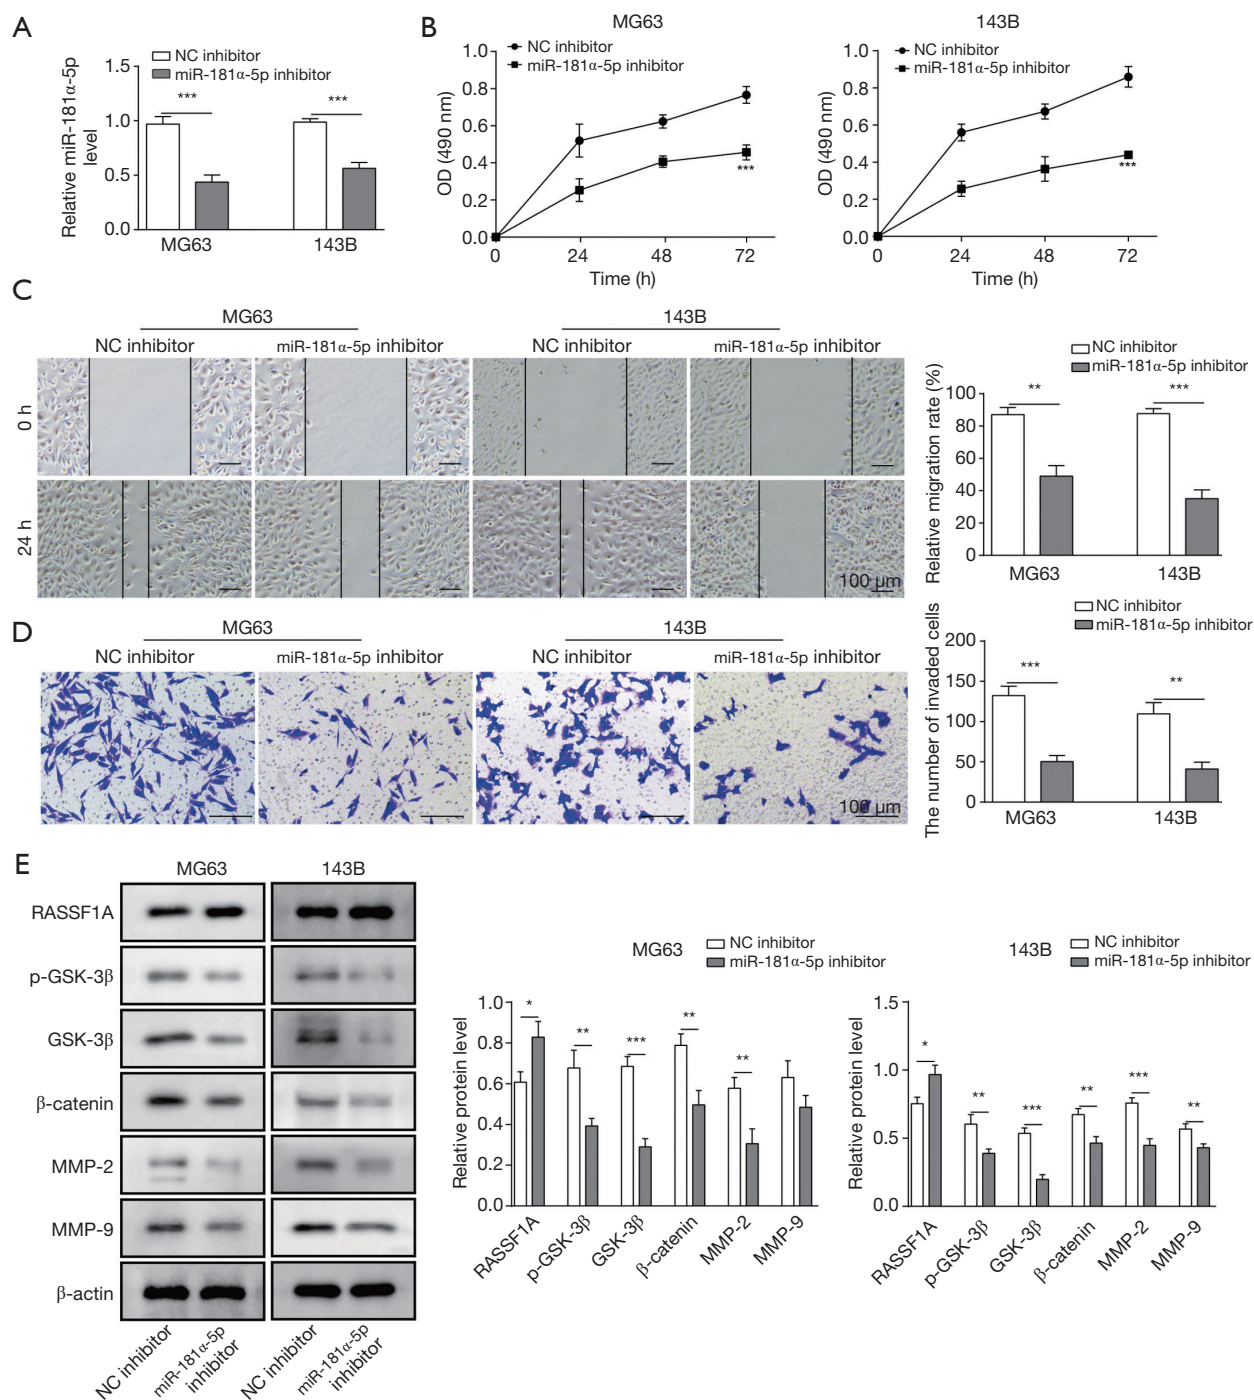 A
NC inhibitor
miR-181α-5p inhibitor
Relative miR-181α-5p
level
1.5
1.0
0.5
0.0
***
***
MG63
143B
B
MG63
NC inhibitor
miR-181α-5p inhibitor
OD (490 nm)
1.0
0.8
0.6
0.4
0.2
0.0
***
0
24
48
72
Time (h)
143B
NC inhibitor
miR-181α-5p inhibitor
OD (490 nm)
1.0
0.8
0.6
0.4
0.2
0.0
***
0
24
48
72
Time (h)
C
MG63
143B
NC inhibitor
miR-181α-5p inhibitor
NC inhibitor
miR-181α-5p inhibitor
0 h
24 h
100 μm
NC inhibitor
miR-181α-5p inhibitor
Relative migration rate (%)
100
80
60
40
20
0
**
***
MG63
143B
D
MG63
143B
NC inhibitor
miR-181α-5p inhibitor
NC inhibitor
miR-181α-5p inhibitor
100 μm
NC inhibitor
miR-181α-5p inhibitor
The number of invaded cells
200
150
100
50
0
***
**
MG63
143B
E
MG63
143B
RASSF1A
p-GSK-3β
GSK-3β
β-catenin
MMP-2
MMP-9
β-actin
NC inhibitor
miR-181α-5p
inhibitor
NC inhibitor
miR-181α-5p
inhibitor
MG63
NC inhibitor
miR-181α-5p inhibitor
Relative protein level
1.0
0.8
0.6
0.4
0.2
0.0
*
**
***
**
**
RASSF1A
p-GSK-3β
GSK-3β
β-catenin
MMP-2
MMP-9
143B
NC inhibitor
miR-181α-5p inhibitor
Relative protein level
1.5
1.0
0.5
0.0
*
**
***
**
***
**
RASSF1A
p-GSK-3β
GSK-3β
β-catenin
MMP-2
MMP-9